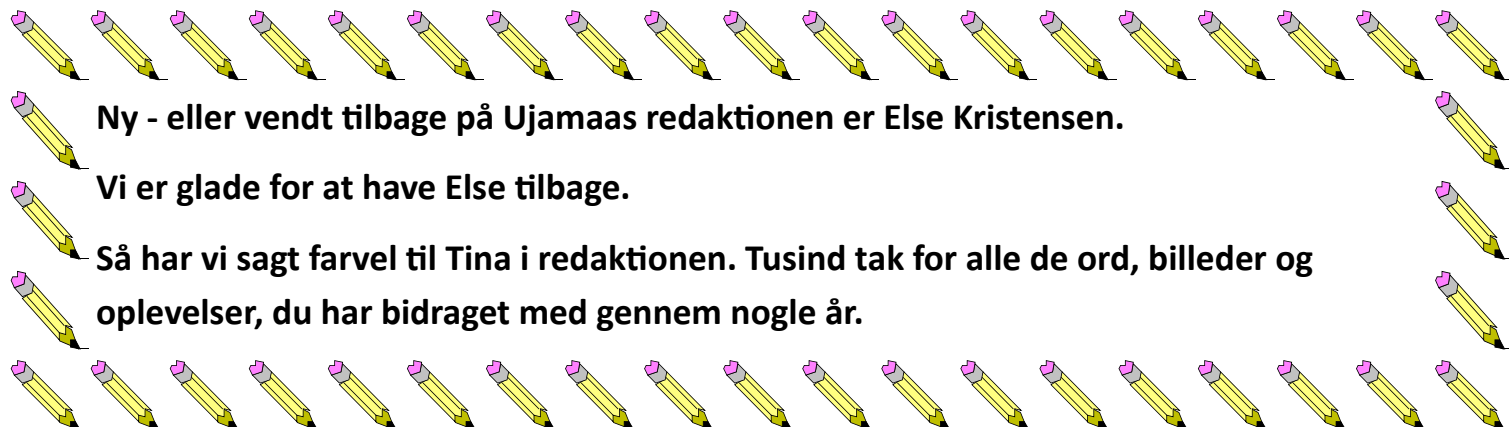 Ny - eller vendt tilbage på Ujamaas redaktionen er Else Kristensen.
Vi er glade for at have Else tilbage.
Så har vi sagt farvel til Tina i redaktionen. Tusind tak for alle de ord, billeder og
oplevelser, du har bidraget med gennem nogle år.